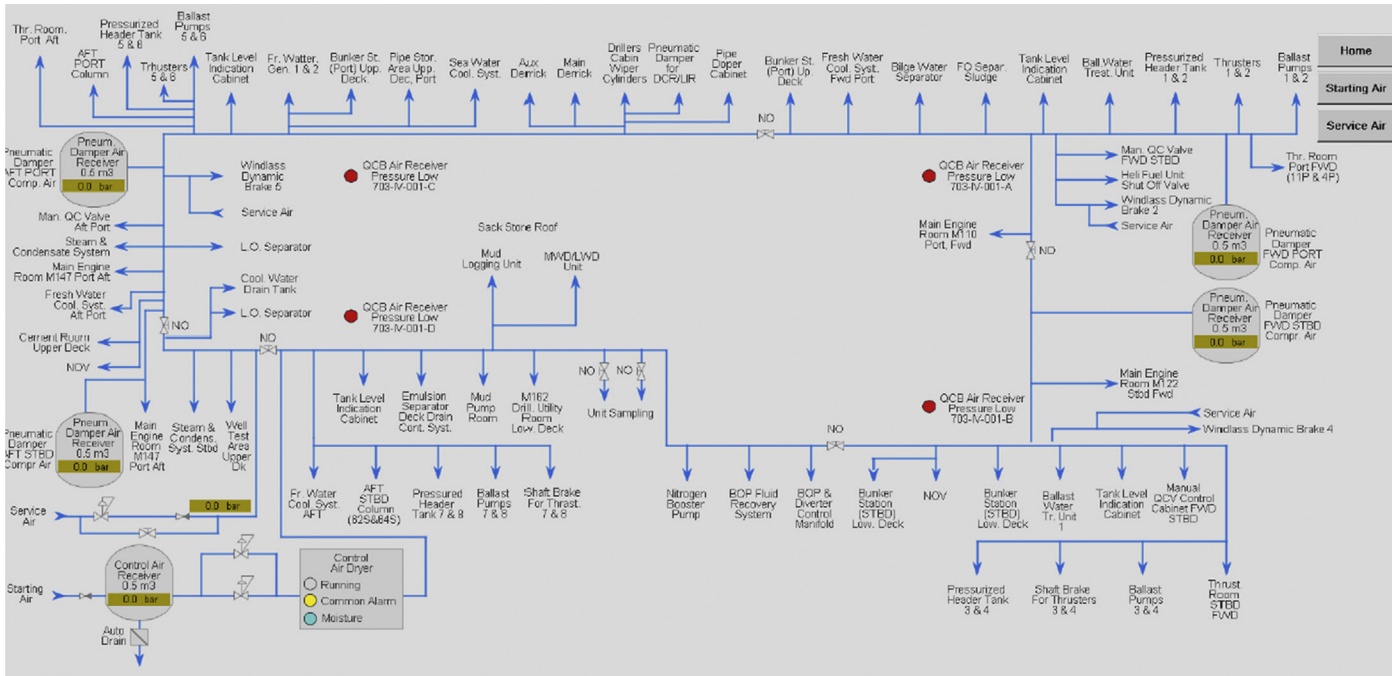 Thr. Room.
Port Aft
AFT
PORT
Column
Pressurized
Header Tank
5 & 6
Trhusters
5 & 6
Ballast
Pumps
5 & 6
Tank Level
Indication
Cabinet
Fr. Watter.
Gen. 1 & 2
Bunker St.
(Port) Upp.
Deck.
Pipe Stor.
Area Upp.
Dec, Port
Sea Water
Cool. Syst.
Aux
Derrick
Main
Derrick
Drillers
Cabin
Wiper
Cylinders
Pneumatic
Damper for
DCR/LIR
Pipe
Doper
Cabinet
Bunker St.
(Port) Up.
Deck
Fresh Water
Cool. Syst.
Fwd Port
Bilge Water
Separator
FQ Separ.
Sludge
Tank Level
Indication
Cabinet
Ball.Water
Treat. Unit
Pressurized
Header Tank
1 & 2
Thrusters
1 & 2
Ballast
Pumps
1 & 2
Home
Starting Air
Service Air
NO
Pneumatic
Damper
AFT PORT
Comp. Air
Pneum.
Damper Air
Receiver
0.5 m3
0.0 bar
Windlass
Dynamic
Brake 5
Service Air
QCB Air Receiver
Pressure Low
703-IV-001-C
QCB Air Receiver
Pressure Low
703-IV-001-A
Man. QC Valve
FWD STBD
Heli Fuel Unit
Shut Off Valve
Windlass Dynamic
Brake 2
Service Air
Thr. Room
Port FWD
(11P & 4P)
Pneum.
Damper Air
Receiver
0.5 m3
0.0 bar
Pneumatic
Damper
FWD PORT
Comp. Air
Man. QC Valve
Aft Port
Steam &
Condensate System
L.O. Separator
Main Engine
Room M147 Port Aft
Fresh Water
Cool. Syst.
Aft Port
Cool. Water
Drain Tank
L.O. Separator
NO
Sack Store Roof
Mud
Logging Unit
MWD/LWD
Unit
Main Engine
Room M110
Port, Fwd
NO
QCB Air Receiver
Pressure Low
703-IV-001-D
Pneum.
Damper Air
Receiver
0.5 m3
0.0 bar
Pneumatic
Damper
FWD STBD
Compr. Air
Cement Room
Upper Deck
NOV
NO
NO
NO
Pneumatic
Damper
AFT STBD
Compr Air
Pneum.
Damper Air
Receiver
0.5 m3
0.0 bar
Main
Engine
Room
M147
Port Aft
Steam &
Condens.
Syst. Stbd
Well
Test
Area
Upper
Dk
Tank Level
Indication
Cabinet
Emulsion
Separator
Deck Drain
Cont. Syst.
Mud
Pump
Room
M162
Drill. Utility
Room
Low. Deck
Unit Sampling
QCB Air Receiver
Pressure Low
703-IV-001-B
Main Engine
Room M122
Stbd Fwd
Service Air
Windlass Dynamic Brake 4
NO
Fr. Water
Cool. Syst.
AFT
AFT
STBD
Column
(62S&64S)
Pressured
Header
Tank 7 & 8
Ballast
Pumps
7 & 8
Shaft Brake
For Thrast.
7 & 8
Nitrogen
Booster
Pump
BOP Fluid
Recovery
System
BOP &
Diverter
Control
Manifold
Bunker
Station
(STBD)
Low. Deck
NOV
Bunker
Station
(STBD)
Low. Deck
Ballast
Water
Tr. Unit
1
Tank Level
Indication
Cabinet
Manual
QCV Control
Cabinet FWD
STBD
Service
Air
0.0 bar
Starting
Air
Control Air
Receiver
0.5 m3
0.0 bar
Auto
Drain
Control
Air Dryer
Running
Common Alarm
Moisture
Pressurized
Header Tank
3 & 4
Shaft Brake
For Thrusters
3 & 4
Ballast
Pumps
3 & 4
Thrust.
Room
STBD
FWD